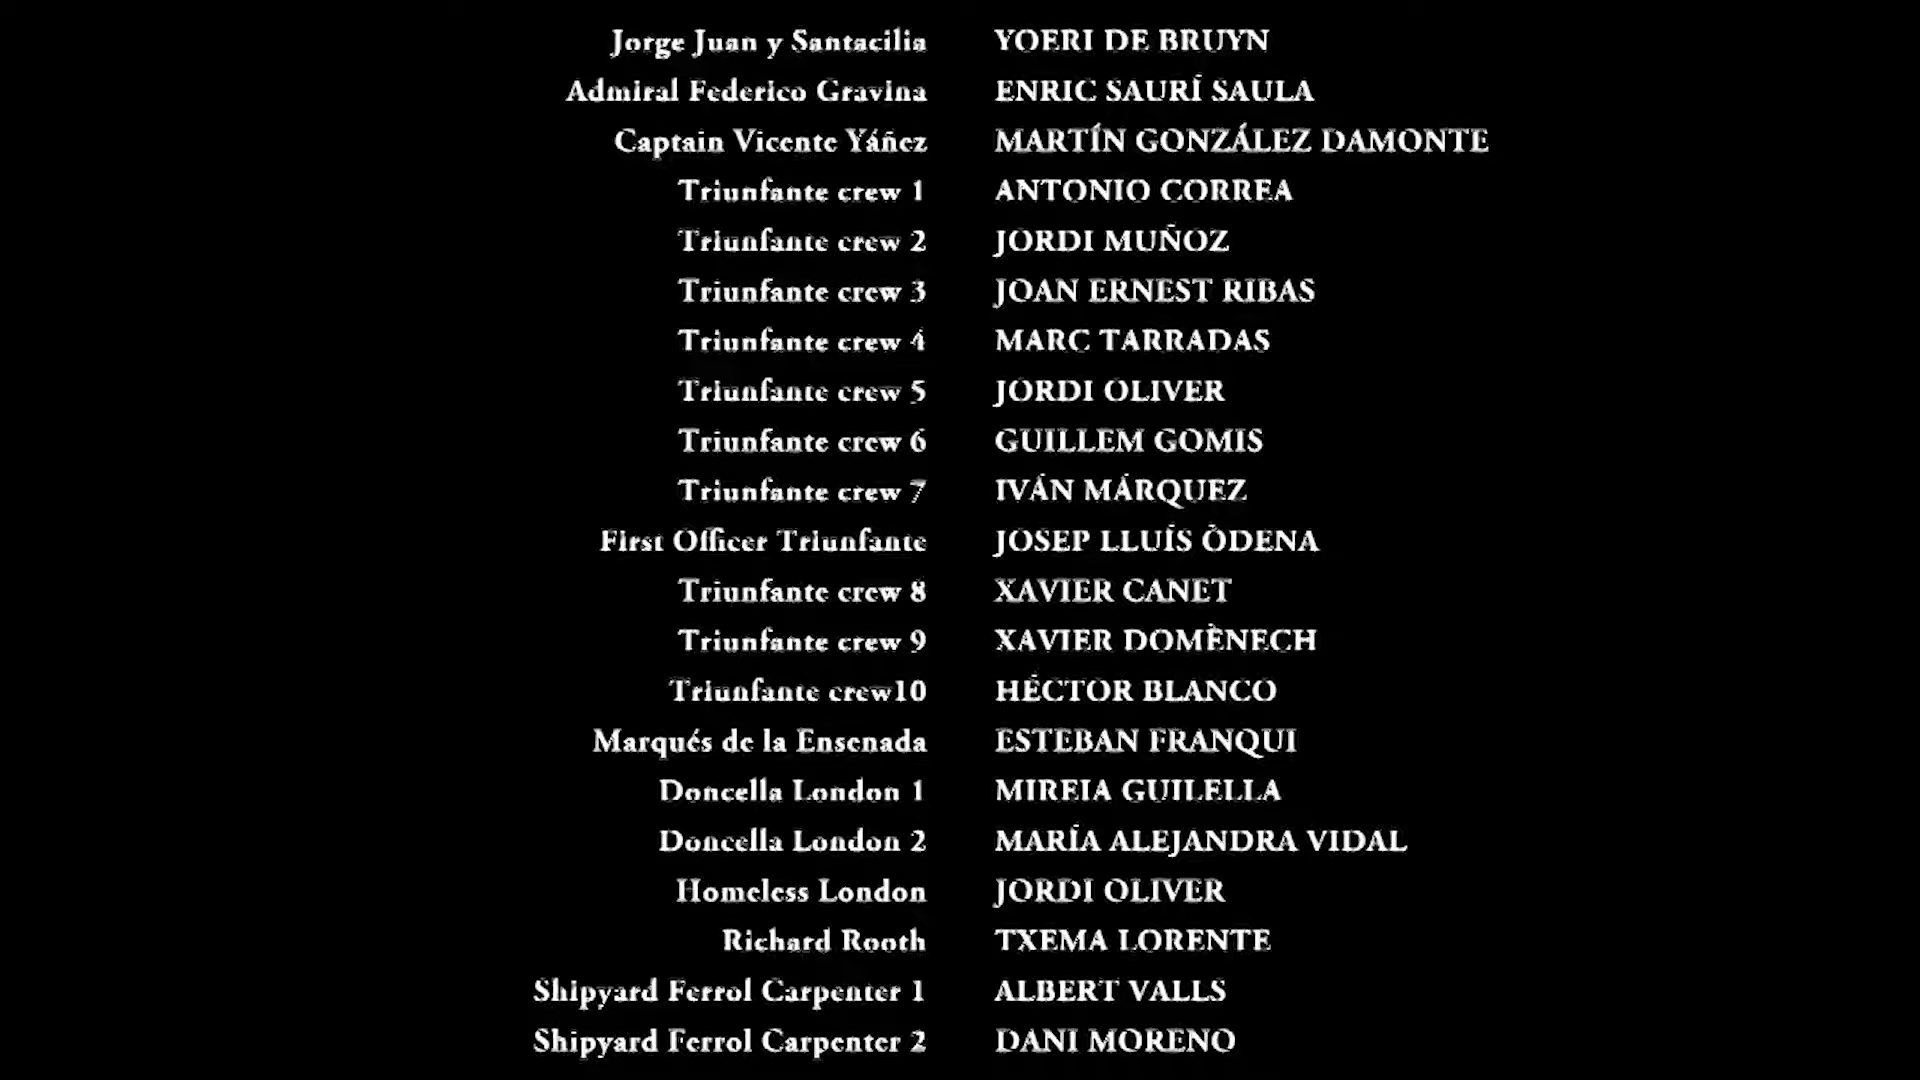 Jorge Juan y Santacilia YOERI DE BRUYN
Admiral Federico Gravina ENRIC SAURÍ SAULA
Captain Vicente Yáñez MARTÍN GONZÁLEZ DAMONTE
Triunfante crew 1 ANTONIO CORREA
Triunfante crew 2 JORDI MUÑOZ
Triunfante crew 3 JOAN ERNEST RIBAS
Triunfante crew 4 MARC TARRADAS
Triunfante crew 5 JORDI OLIVER
Triunfante crew 6 GUILLEM GOMIS
Triunfante crew 7 IVÁN MÁRQUEZ
First Officer Triunfante JOSEP LLUÍS ÒDENA
Triunfante crew 8 XAVIER CANET
Triunfante crew 9 XAVIER DOMÈNECH
Triunfante crew10 HÉCTOR BLANCO
Marqués de la Ensenada ESTEBAN FRANQUI
Doncella London 1 MIREIA GUILELLA
Doncella London 2 MARÍA ALEJANDRA VIDAL
Homeless London JORDI OLIVER
Richard Rooth TXEMA LORENTE
Shipyard Ferrol Carpenter 1 ALBERT VALLS
Shipyard Ferrol Carpenter 2 DANI MORENO